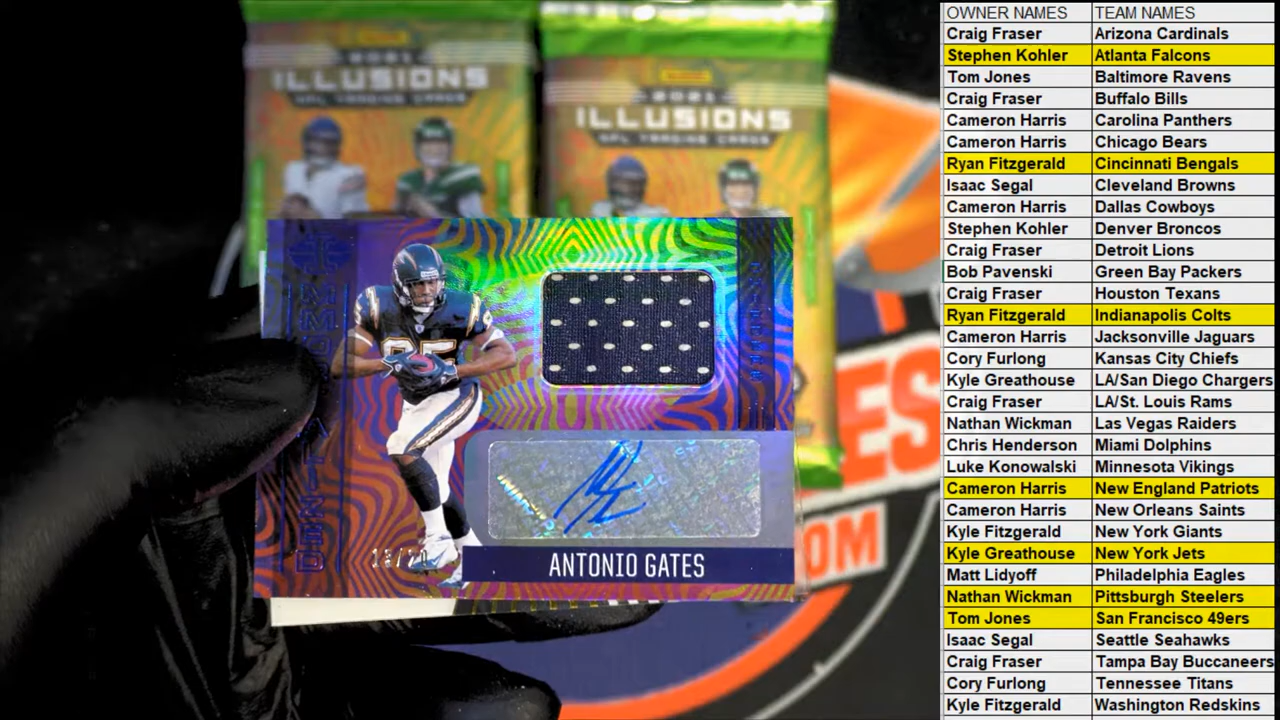 2021
ILLUSIONS
NFL TRADING CARDS
2021
ILLUSIONS
NFL TRADING CARDS
IMMORTALIZED
85
ANTONIO GATES
ES
OM
OWNER NAMES TEAM NAMES
Craig Fraser Arizona Cardinals
Stephen Kohler Atlanta Falcons
Tom Jones Baltimore Ravens
Craig Fraser Buffalo Bills
Cameron Harris Carolina Panthers
Cameron Harris Chicago Bears
Ryan Fitzgerald Cincinnati Bengals
Isaac Segal Cleveland Browns
Cameron Harris Dallas Cowboys
Stephen Kohler Denver Broncos
Craig Fraser Detroit Lions
Bob Pavenski Green Bay Packers
Craig Fraser Houston Texans
Ryan Fitzgerald Indianapolis Colts
Cameron Harris Jacksonville Jaguars
Cory Furlong Kansas City Chiefs
Kyle Greathouse LA/San Diego Chargers
Craig Fraser LA/St. Louis Rams
Nathan Wickman Las Vegas Raiders
Chris Henderson Miami Dolphins
Luke Konowalski Minnesota Vikings
Cameron Harris New England Patriots
Cameron Harris New Orleans Saints
Kyle Fitzgerald New York Giants
Kyle Greathouse New York Jets
Matt Lidyoff Philadelphia Eagles
Nathan Wickman Pittsburgh Steelers
Tom Jones San Francisco 49ers
Isaac Segal Seattle Seahawks
Craig Fraser Tampa Bay Buccaneers
Cory Furlong Tennessee Titans
Kyle Fitzgerald Washington Redskins